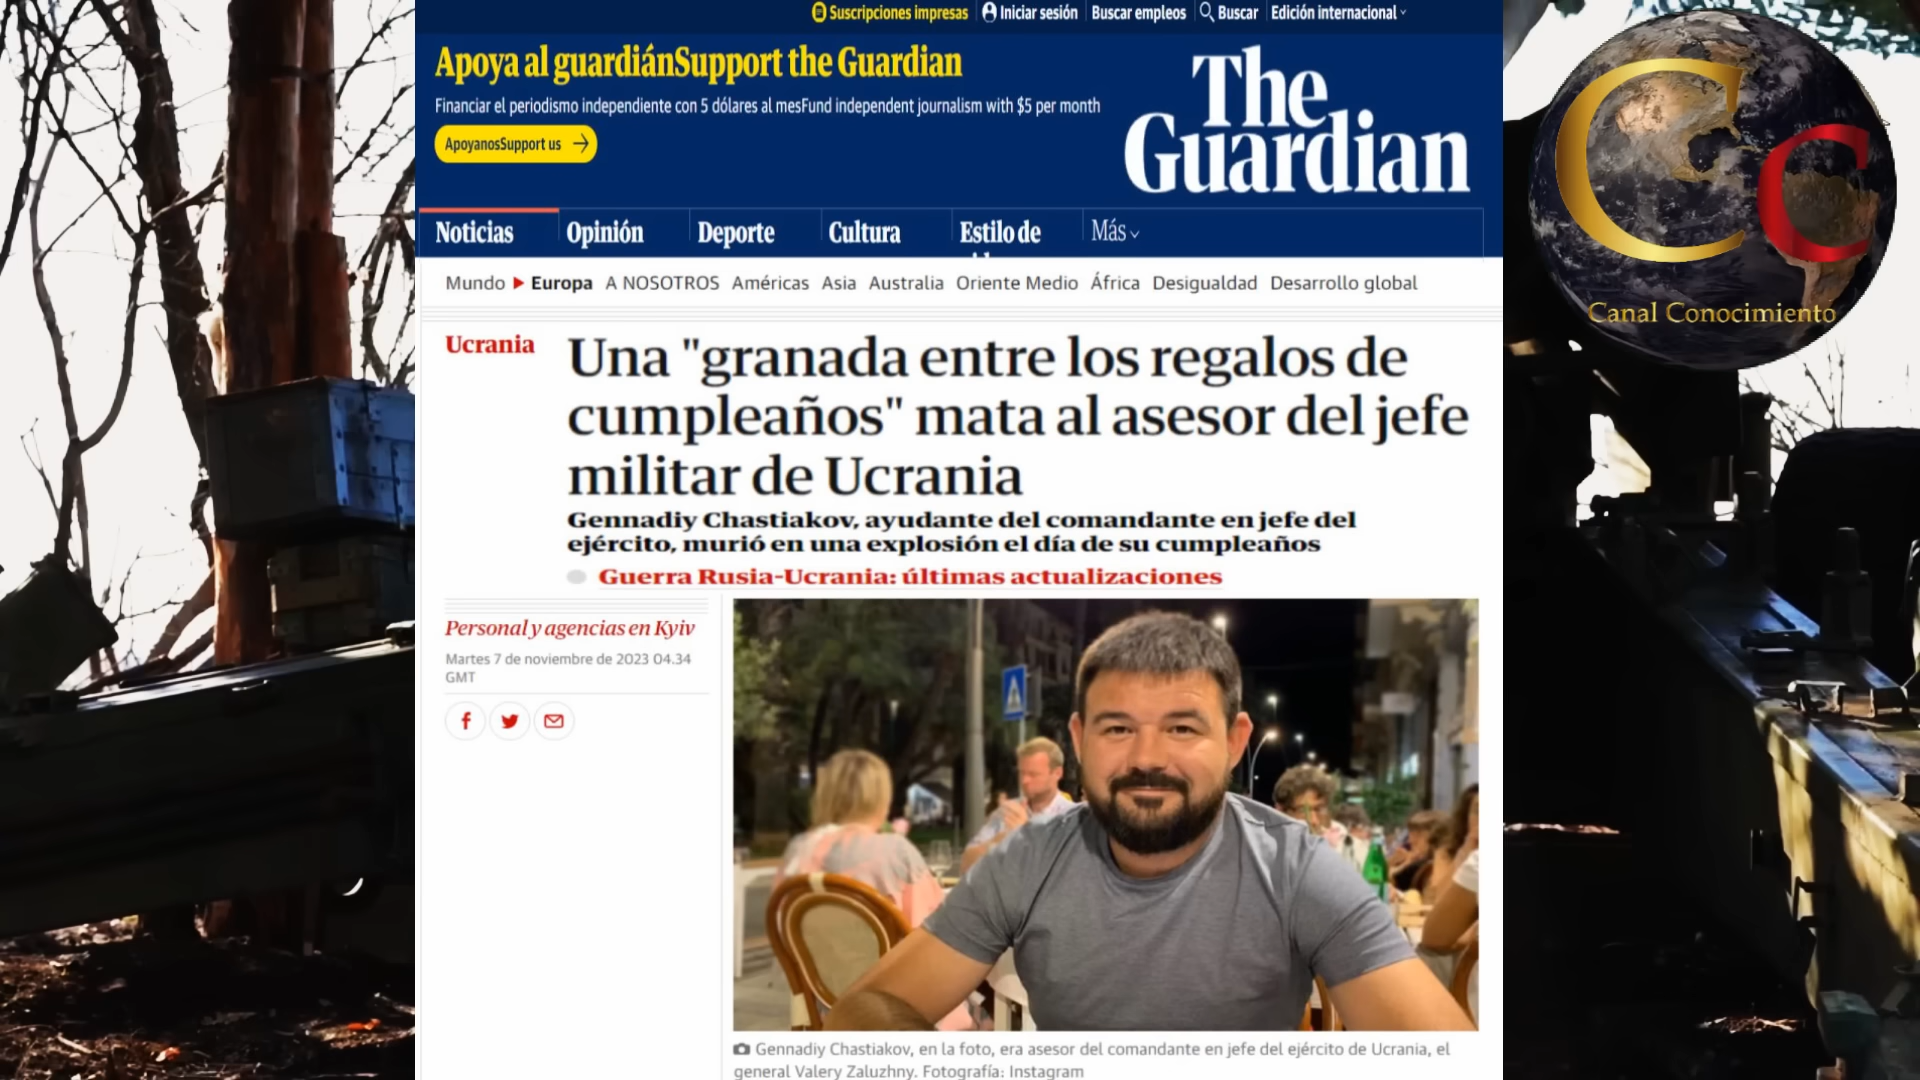 Suscripciones impresas Iniciar sesión Buscar empleos Buscar Edición internacional
Apoya al guardiánSupport the Guardian
Financiar el periodismo independiente con 5 dólares al mesFund independent journalism with $5 per month
ApoyanosSupport us
The
Guardian
Noticias Opinión Deporte Cultura Estilo de Más
Mundo Europa A NOSOTROS Américas Asia Australia Oriente Medio África Desigualdad Desarrollo global
Ucrania
Una "granada entre los regalos de
cumpleaños" mata al asesor del jefe
militar de Ucrania
Gennadiy Chastiakov, ayudante del comandante en jefe del
ejército, murió en una explosión el día de su cumpleaños
Guerra Rusia-Ucrania: últimas actualizaciones
Personal y agencias en Kyiv
Martes 7 de noviembre de 2023 04.34
GMT
Gennadiy Chastiakov, en la foto, era asesor del comandante en jefe del ejército de Ucrania, el
general Valery Zaluzhny. Fotografía: Instagram
C c
Canal Conocimiento